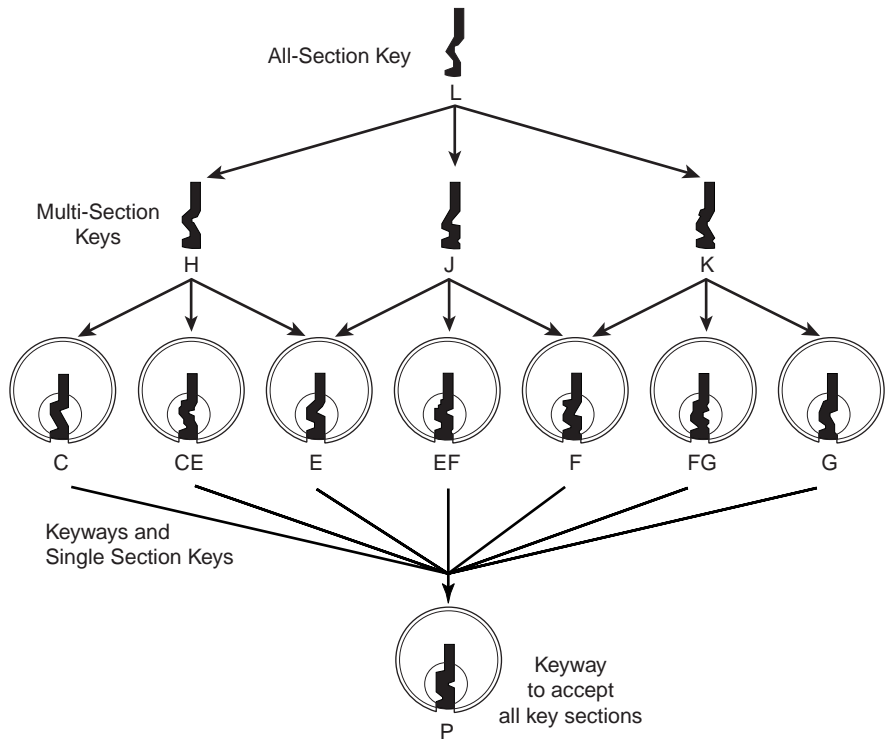 All-Section Key
L
Multi-Section
Keys
H
J
K
C
CE
E
EF
F
FG
G
Keyways and
Single Section Keys
Keyway
to accept
all key sections
P